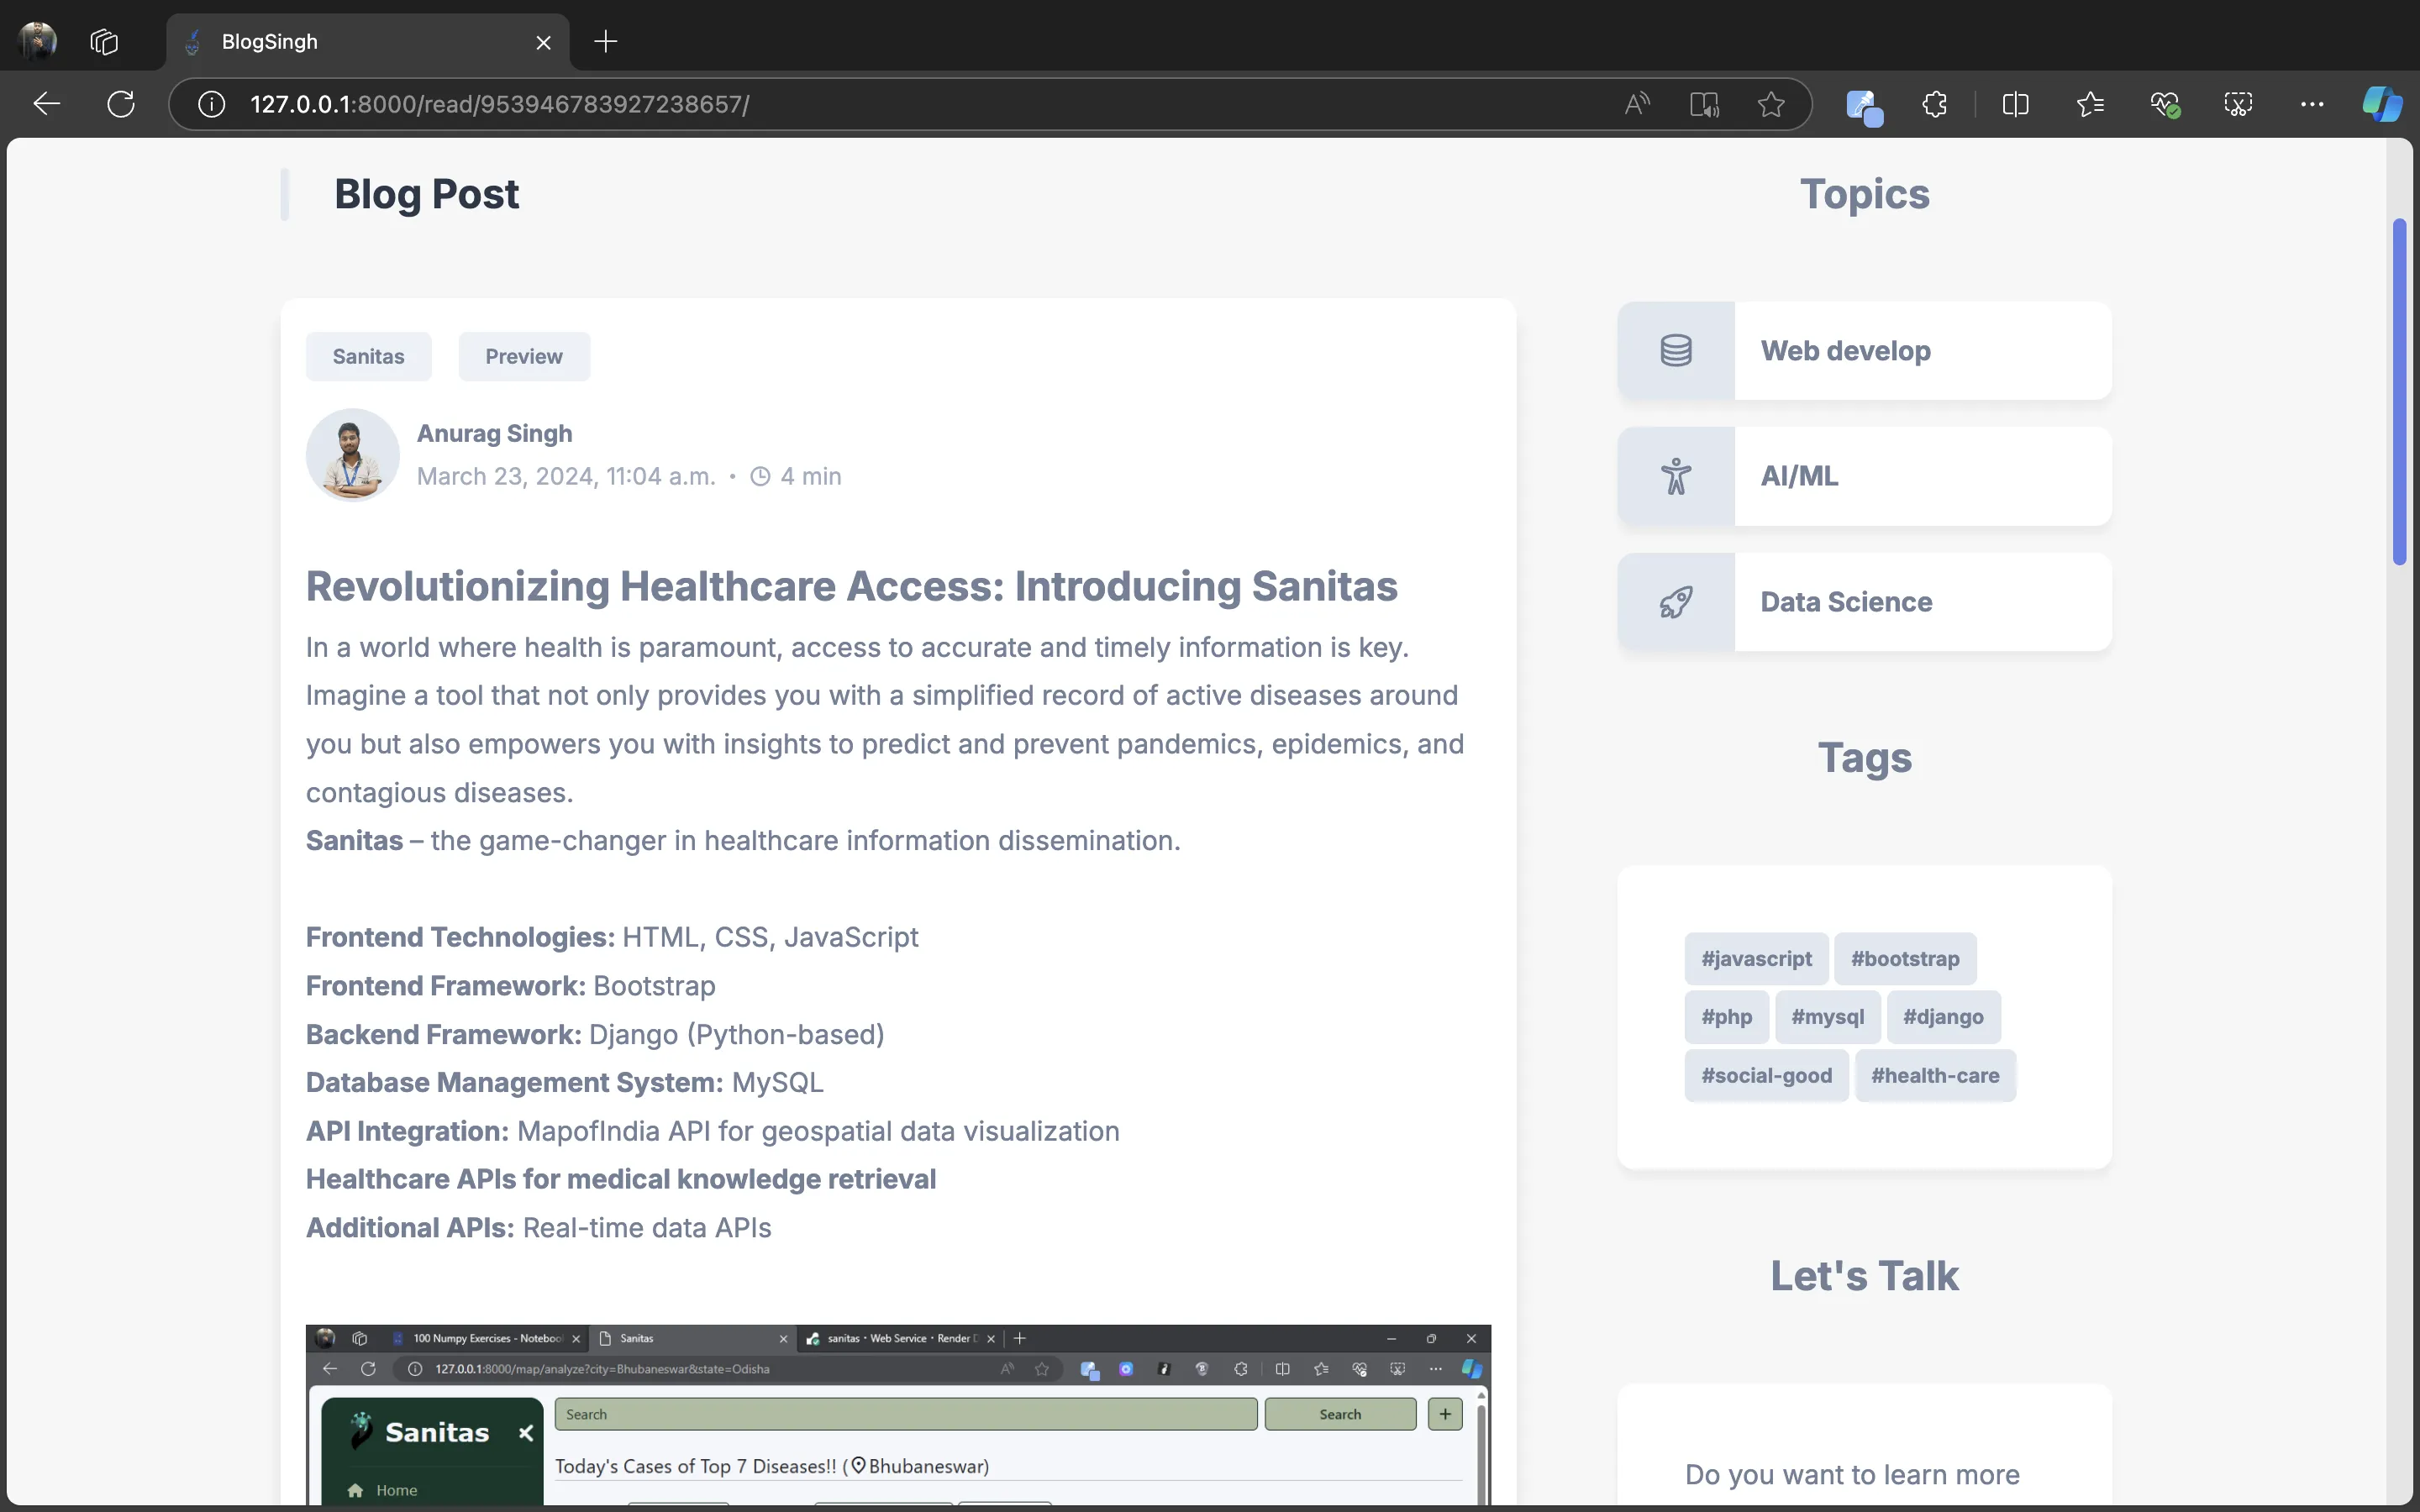 BlogSingh
127.0.0.1:8000/read/953946783927238657/
Blog Post
Sanitas
Preview
Anurag Singh
March 23, 2024, 11:04 a.m. • 4 min
Revolutionizing Healthcare Access: Introducing Sanitas
In a world where health is paramount, access to accurate and timely information is key.
Imagine a tool that not only provides you with a simplified record of active diseases around
you but also empowers you with insights to predict and prevent pandemics, epidemics, and
contagious diseases.
Sanitas – the game-changer in healthcare information dissemination.
Frontend Technologies: HTML, CSS, JavaScript
Frontend Framework: Bootstrap
Backend Framework: Django (Python-based)
Database Management System: MySQL
API Integration: MapofIndia API for geospatial data visualization
Healthcare APIs for medical knowledge retrieval
Additional APIs: Real-time data APIs
100 Numpy Exercises - Noteboo
Sanitas
sanitas · Web Service · Render
127.0.0.1:8000/map/analyze?city=Bhubaneswar&state=Odisha
Sanitas
Search
Search
+
Today's Cases of Top 7 Diseases!! (Bhubaneswar)
Home
Topics
Web develop
AI/ML
Data Science
Tags
#javascript #bootstrap
#php #mysql #django
#social-good #health-care
Let's Talk
Do you want to learn more